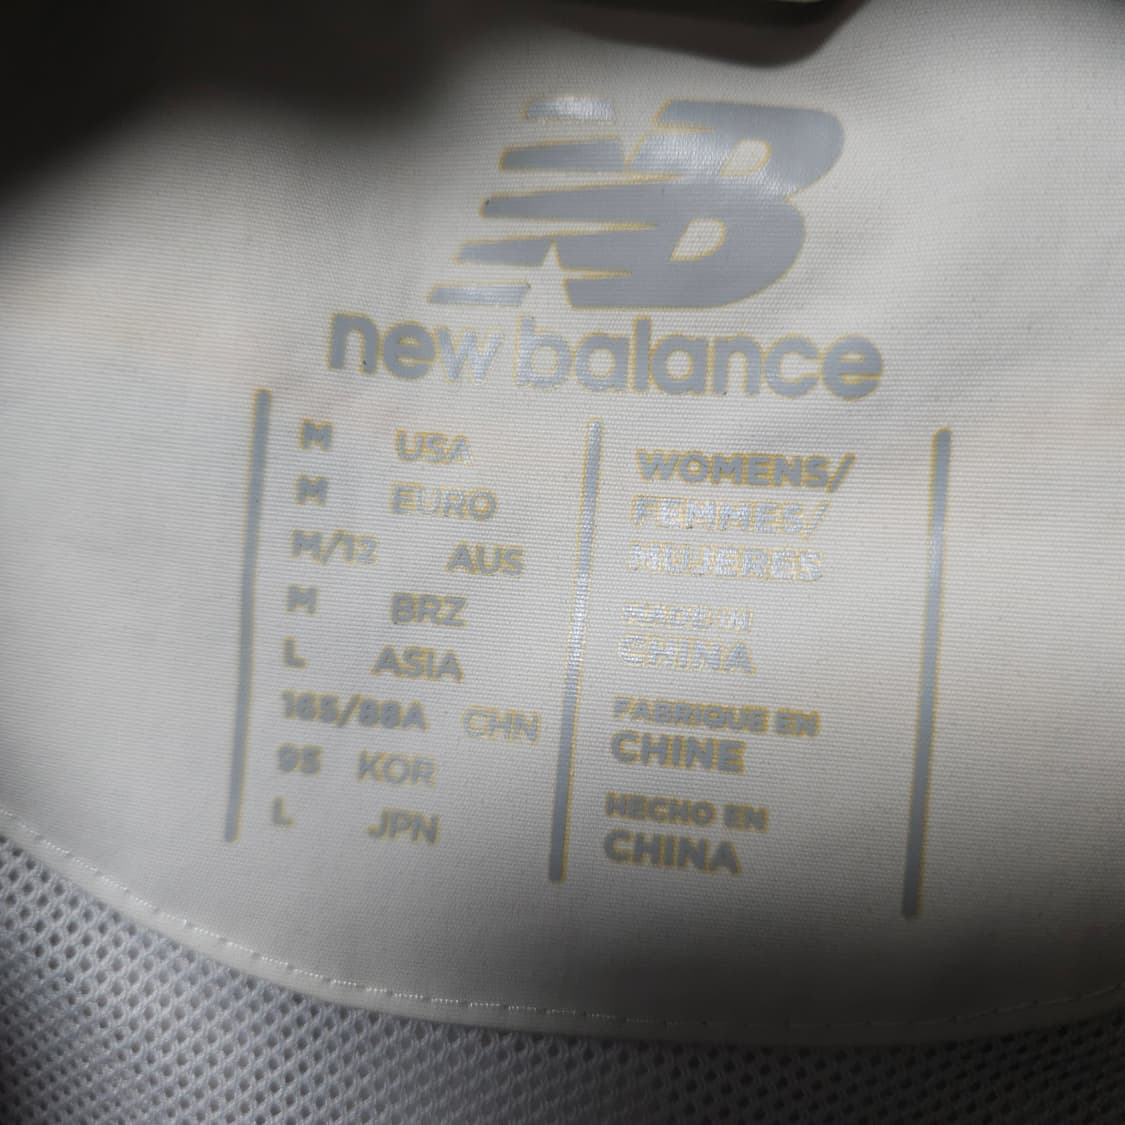 NB
new balance
M USA
M EURO
M/12 AUS
M BRZ
L ASIA
165/88A CHN
95 KOR
L JPN
WOMENS/
FEMMES/
MUJERES
MADE IN
CHINA
FABRIQUE EN
CHINE
HECHO EN
CHINA